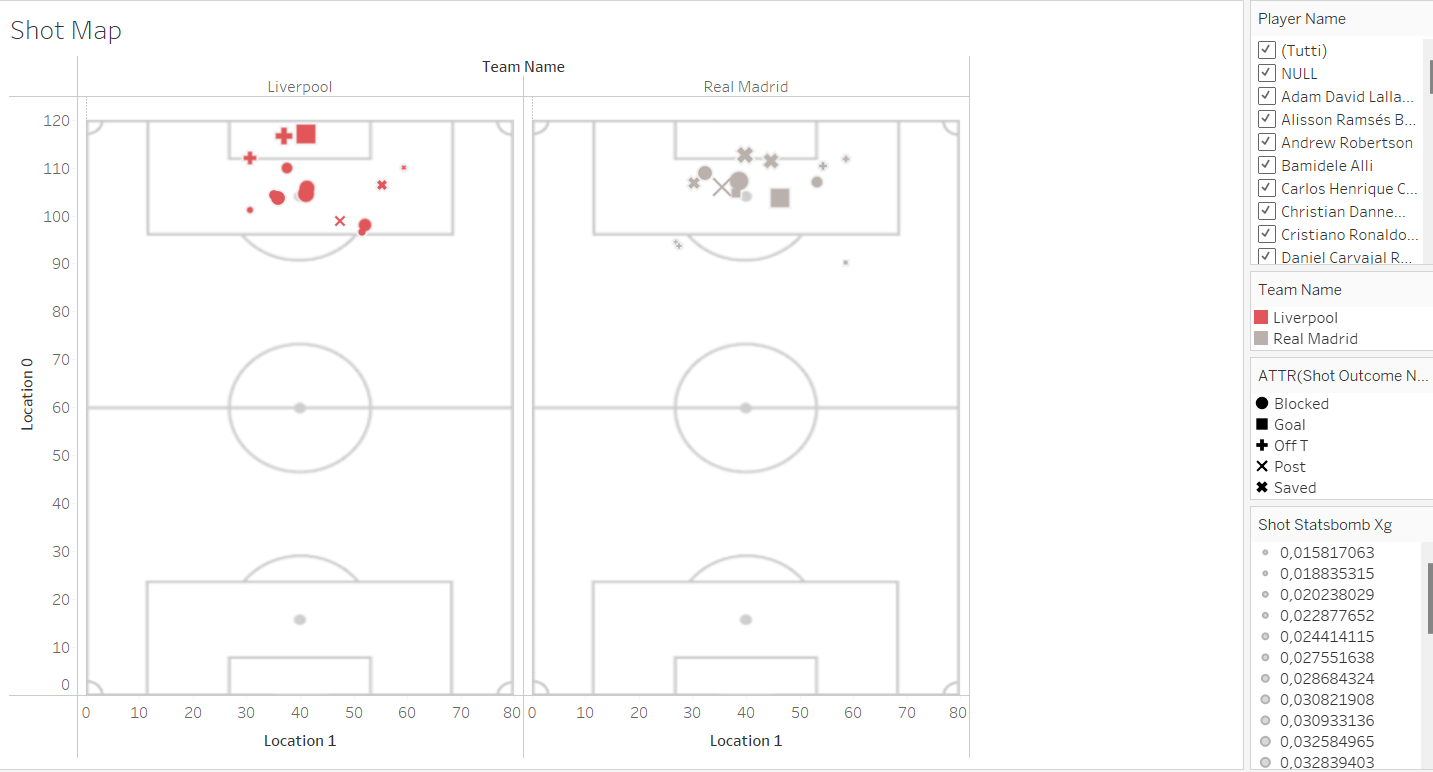 Shot Map
Team Name
Liverpool
Real Madrid
120
110
100
90
80
70
60
50
40
30
20
10
0
Location 0
0 10 20 30 40 50 60 70 80
0 10 20 30 40 50 60 70 80
Location 1
Location 1
Player Name
(Tutti)
NULL
Adam David Lalla...
Alisson Ramsés B...
Andrew Robertson
Bamidele Alli
Carlos Henrique C...
Christian Danne...
Cristiano Ronaldo...
Daniel Carvajal R...
Team Name
Liverpool
Real Madrid
ATTR(Shot Outcome N...
Blocked
Goal
Off T
Post
Saved
Shot Statsbomb Xg
0,015817063
0,018835315
0,020238029
0,022877652
0,024414115
0,027551638
0,028684324
0,030821908
0,030933136
0,032584965
0,032839403